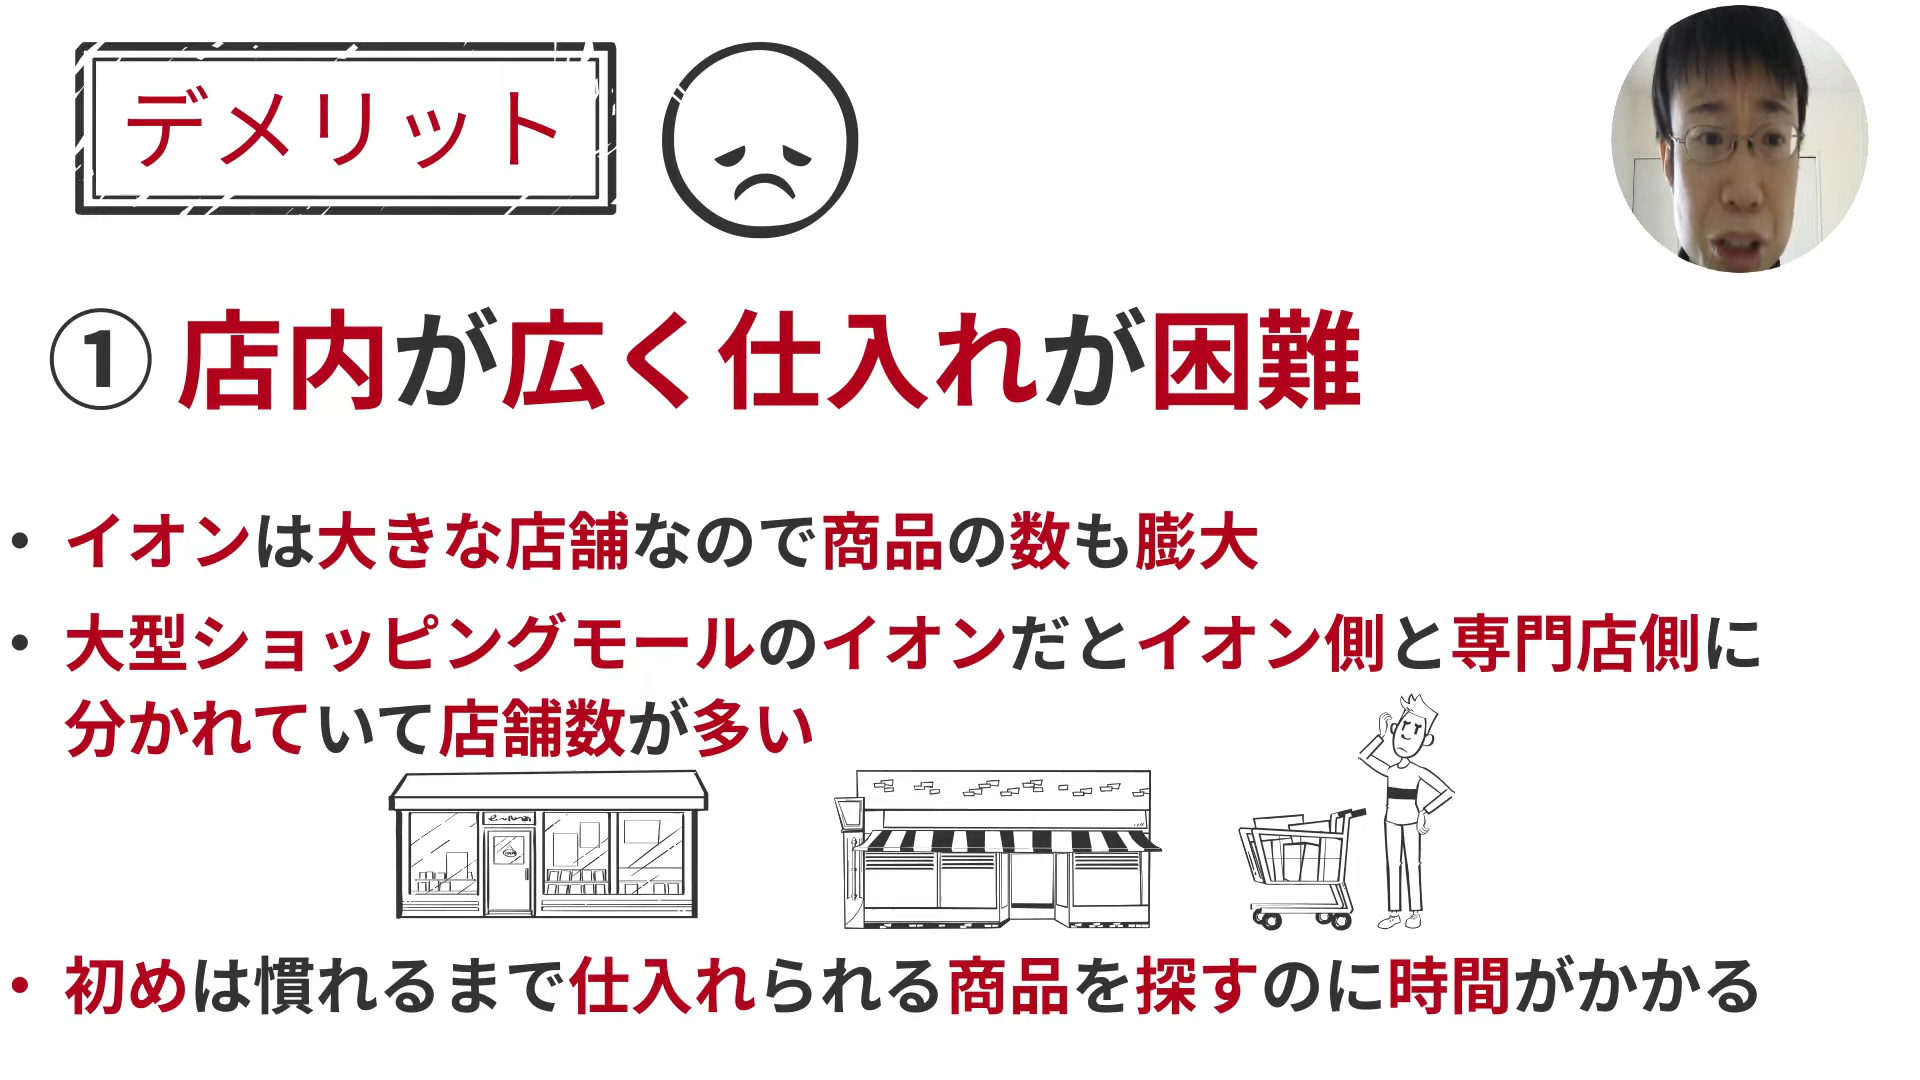 デメリット
① 店内が広く仕入れが困難
• イオンは大きな店舗なので商品の数も膨大
• 大型ショッピングモールのイオンだとイオン側と専門店側に
分かれていて店舗数が多い
• 初めは慣れるまで仕入れられる商品を探すのに時間がかかる